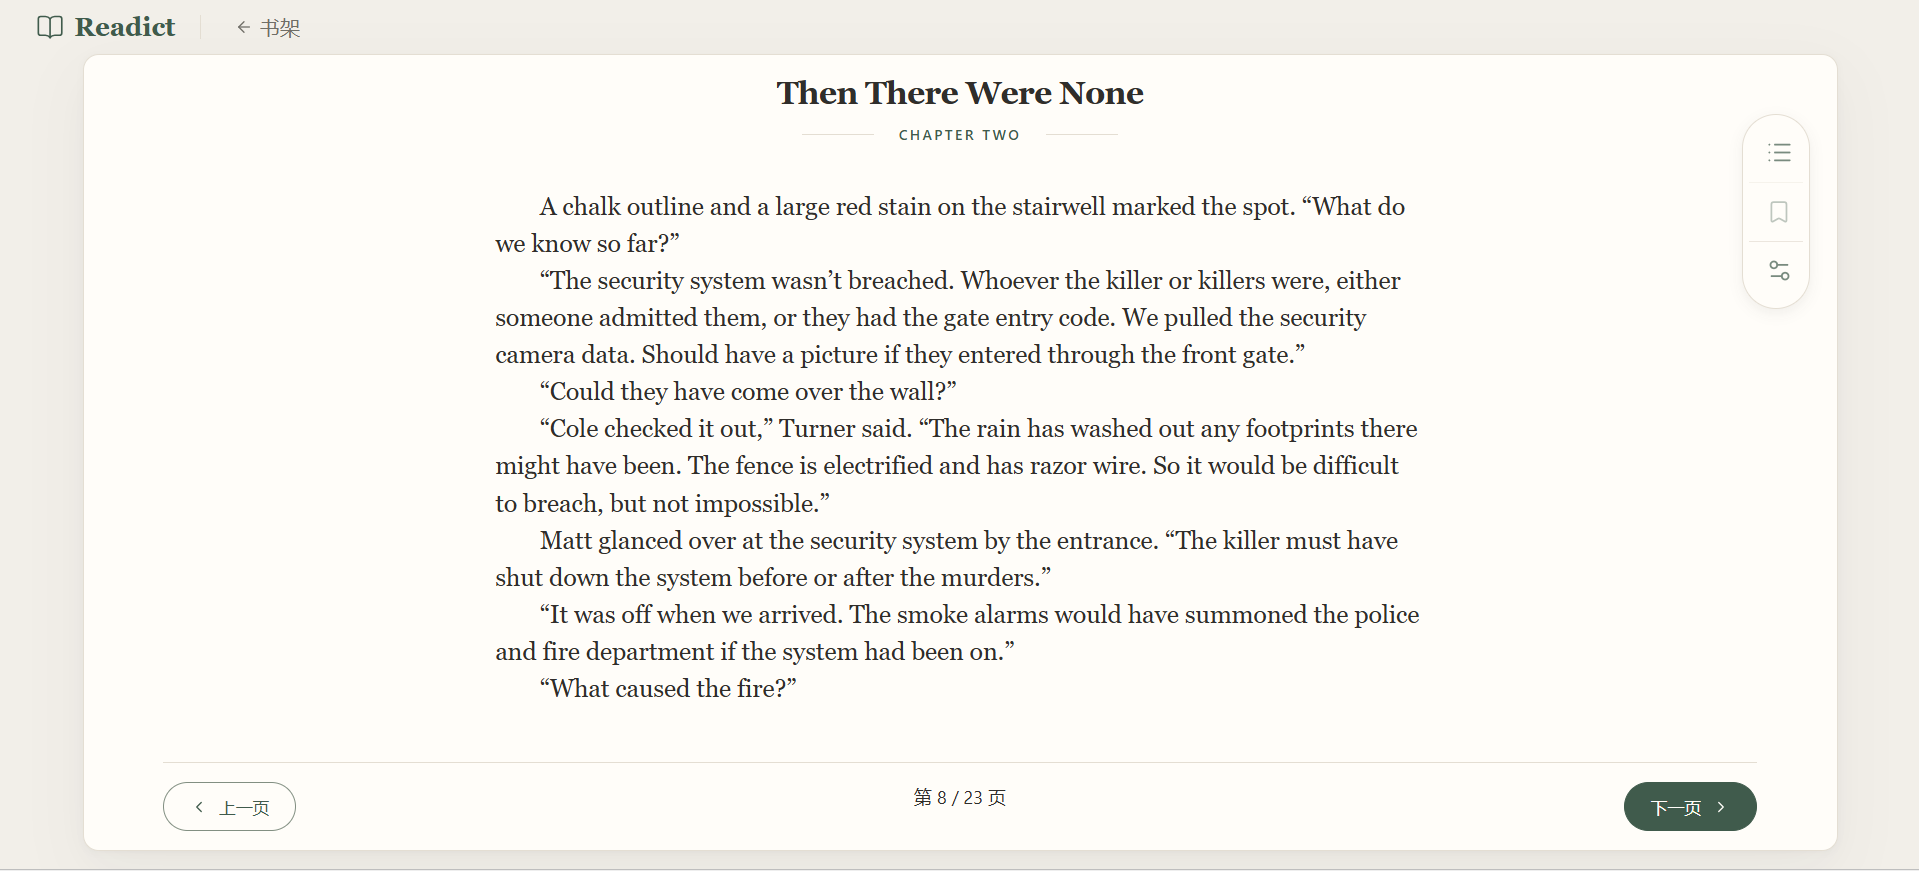 Readict
← 书架
Then There Were None
CHAPTER TWO
A chalk outline and a large red stain on the stairwell marked the spot. “What do
we know so far?”
“The security system wasn’t breached. Whoever the killer or killers were, either
someone admitted them, or they had the gate entry code. We pulled the security
camera data. Should have a picture if they entered through the front gate.”
“Could they have come over the wall?”
“Cole checked it out,” Turner said. “The rain has washed out any footprints there
might have been. The fence is electrified and has razor wire. So it would be difficult
to breach, but not impossible.”
Matt glanced over at the security system by the entrance. “The killer must have
shut down the system before or after the murders.”
“It was off when we arrived. The smoke alarms would have summoned the police
and fire department if the system had been on.”
“What caused the fire?”
上一页
第 8 / 23 页
下一页